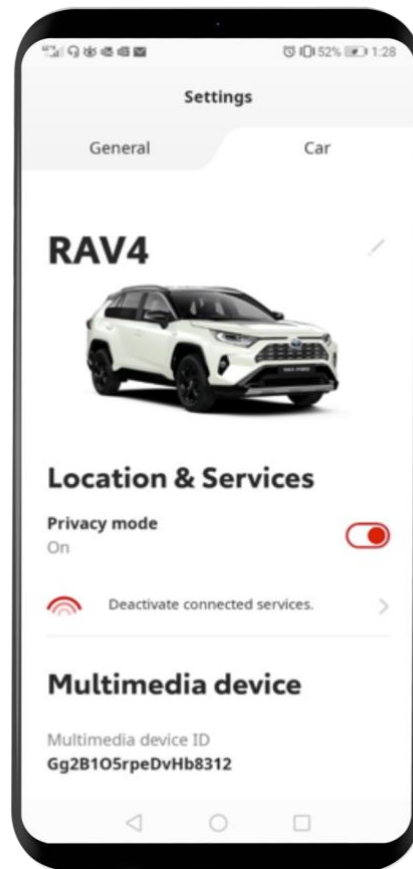 52% 1:28
Settings
General Car
RAV4
Location & Services
Privacy mode
On
Deactivate connected services.
Multimedia device
Multimedia device ID
Gg2B1O5rpeDvHb8312